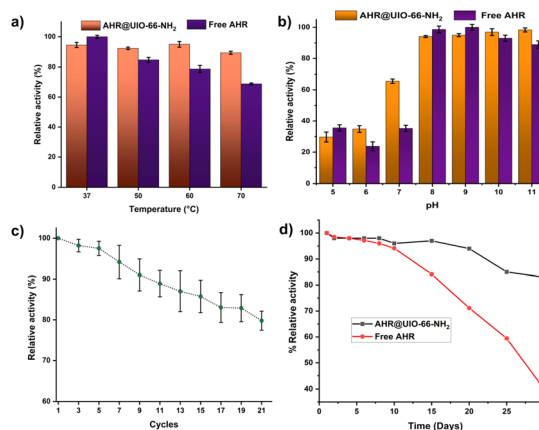 a)
AHR@UIO-66-NH2
Free AHR
Relative activity (%)
100
80
60
40
20
0
37
50
60
70
Temperature (°C)
b)
AHR@UIO-66-NH2
Free AHR
Relative activity (%)
100
80
60
40
20
0
5
6
7
8
9
10
11
pH
c)
Relative activity (%)
100
90
80
70
60
1
3
5
7
9
11
13
15
17
19
21
Cycles
d)
% Relative activity
100
90
80
70
60
50
40
AHR@UIO-66-NH2
Free AHR
0
5
10
15
20
25
Time (Days)